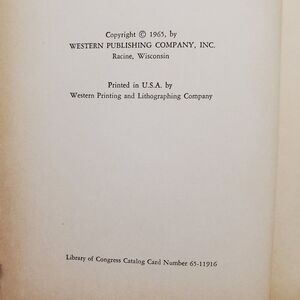 Copyright © 1965, by
WESTERN PUBLISHING COMPANY, INC.
Racine, Wisconsin
Printed in U.S.A. by
Western Printing and Lithographing Company
Library of Congress Catalog Card Number 65-11916